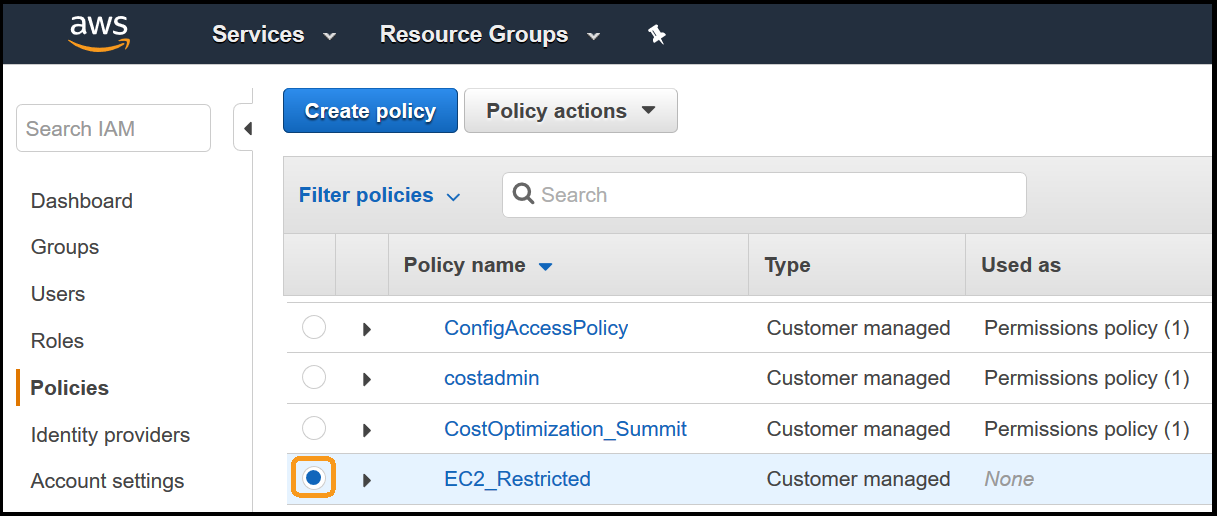 aws Services Resource Groups
Create policy Policy actions
Search IAM
Filter policies Search
Dashboard
Groups
Users
Roles
Policies
Identity providers
Account settings
Policy name Type Used as
ConfigAccessPolicy Customer managed Permissions policy (1)
costadmin Customer managed Permissions policy (1)
CostOptimization_Summit Customer managed Permissions policy (1)
EC2_Restricted Customer managed None